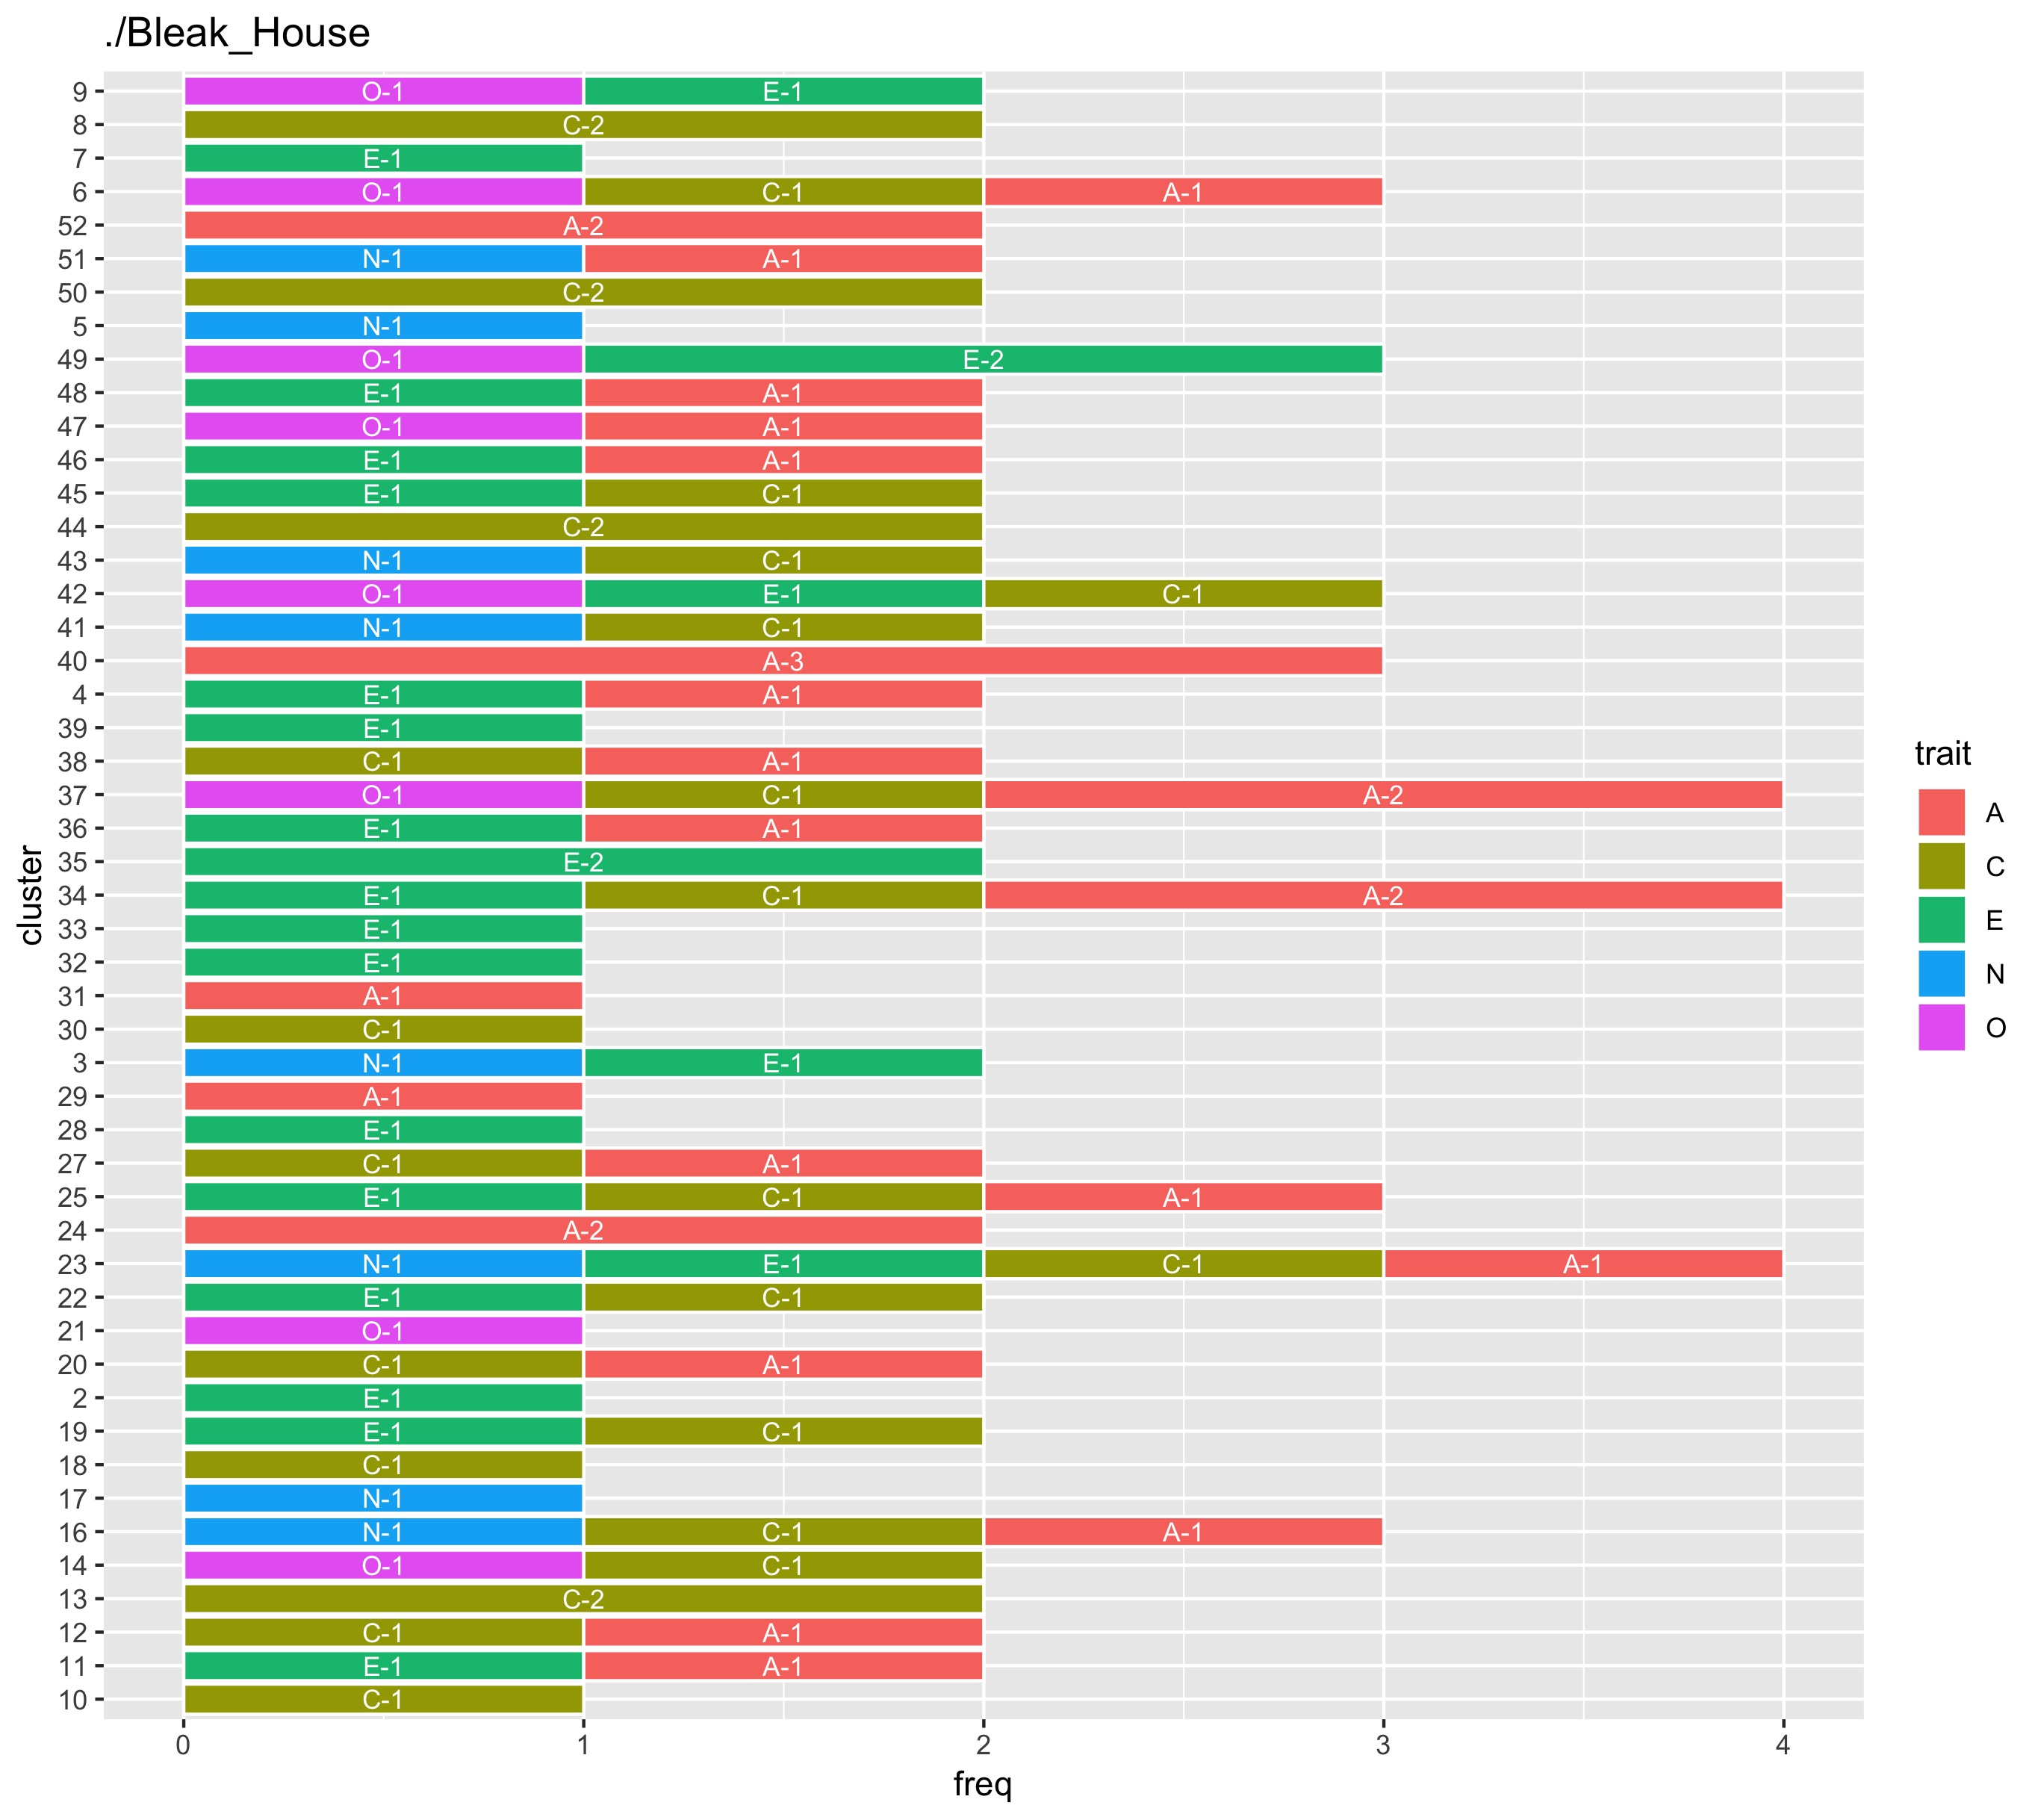 ./Bleak_House
9 O-1 E-1
8 C-2
7 E-1
6 O-1 C-1 A-1
52 A-2
51 N-1 A-1
50 C-2
5 N-1
49 O-1 E-2
48 E-1 A-1
47 O-1 A-1
46 E-1 A-1
45 E-1 C-1
44 C-2
43 N-1 C-1
42 O-1 E-1 C-1
41 N-1 C-1
40 A-3
4 E-1 A-1
39 E-1
38 C-1 A-1
37 O-1 C-1 A-2
36 E-1 A-1
35 E-2
34 E-1 C-1 A-2
33 E-1
32 E-1
31 A-1
30 C-1
3 N-1 E-1
29 A-1
28 E-1
27 C-1 A-1
25 E-1 C-1 A-1
24 A-2
23 N-1 E-1 C-1 A-1
22 E-1 C-1
21 O-1
20 C-1 A-1
2 E-1
19 E-1 C-1
18 C-1
17 N-1
16 N-1 C-1 A-1
14 O-1 C-1
13 C-2
12 C-1 A-1
11 E-1 A-1
10 C-1
0 1 2 3 4
freq
cluster
trait
A
C
E
N
O